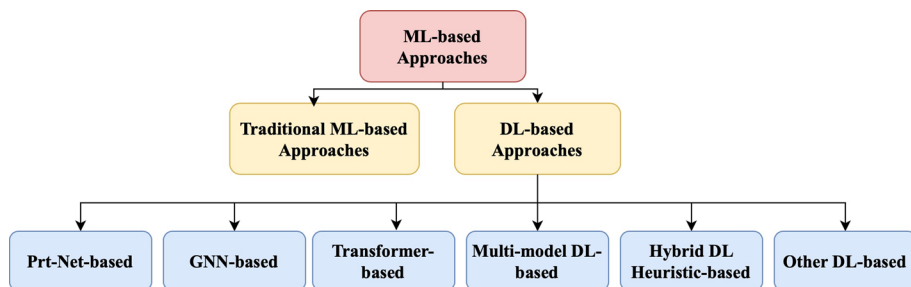 ML-based
Approaches
Traditional ML-based
Approaches
DL-based
Approaches
Prt-Net-based
GNN-based
Transformer-
based
Multi-model DL-
based
Hybrid DL
Heuristic-based
Other DL-based